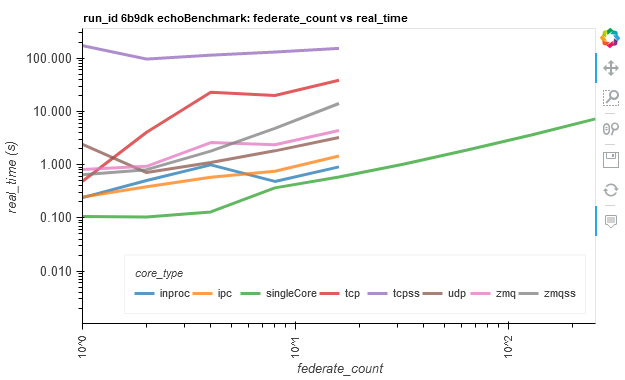 run_id 6b9dk echoBenchmark: federate_count vs real_time
100.000
10.000
1.000
0.100
0.010
real_time (s)
core_type
inproc ipc singleCore tcp tcpss udp zmq zmqss
10^0 10^1 10^2
federate_count